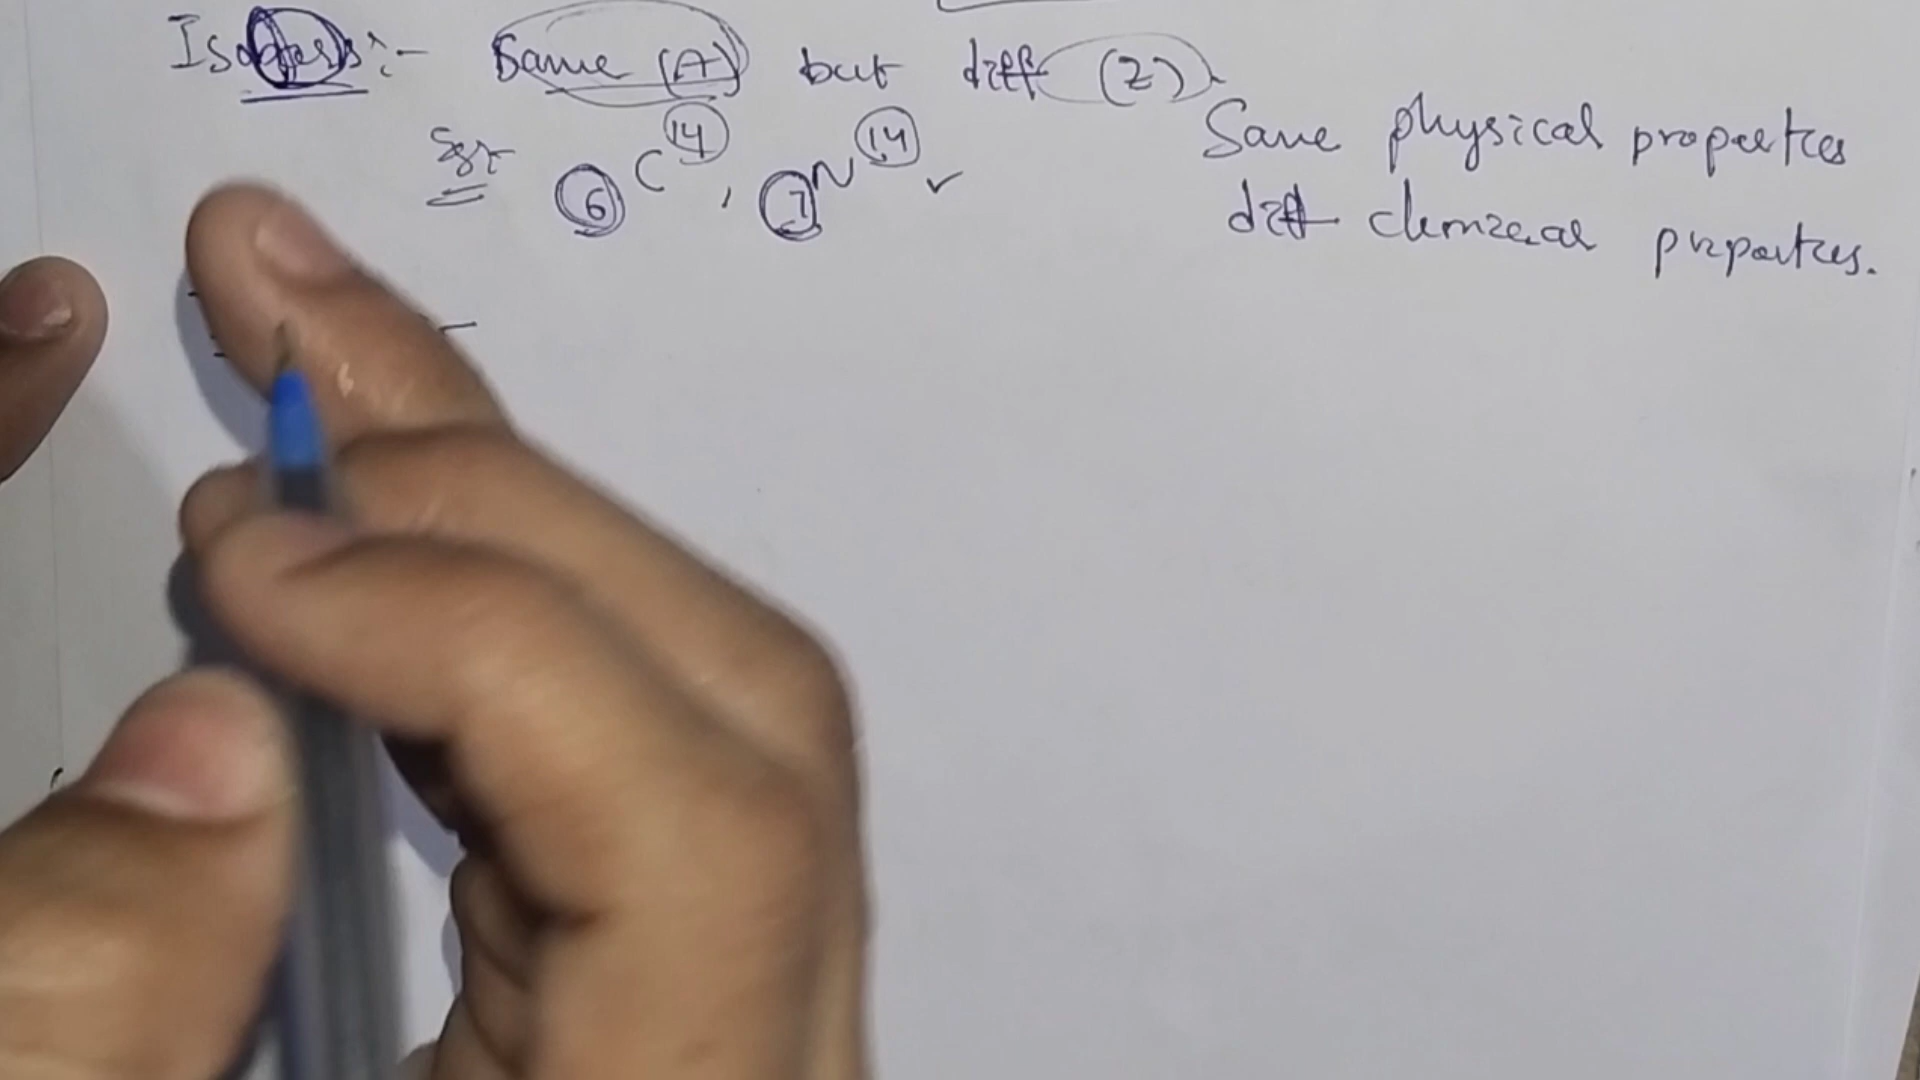 Isobars :- Same (A) but diff (Z).
Eg:- ₆C¹⁴, ₇N¹⁴ ✓
Same physical properties
diff chemical properties.